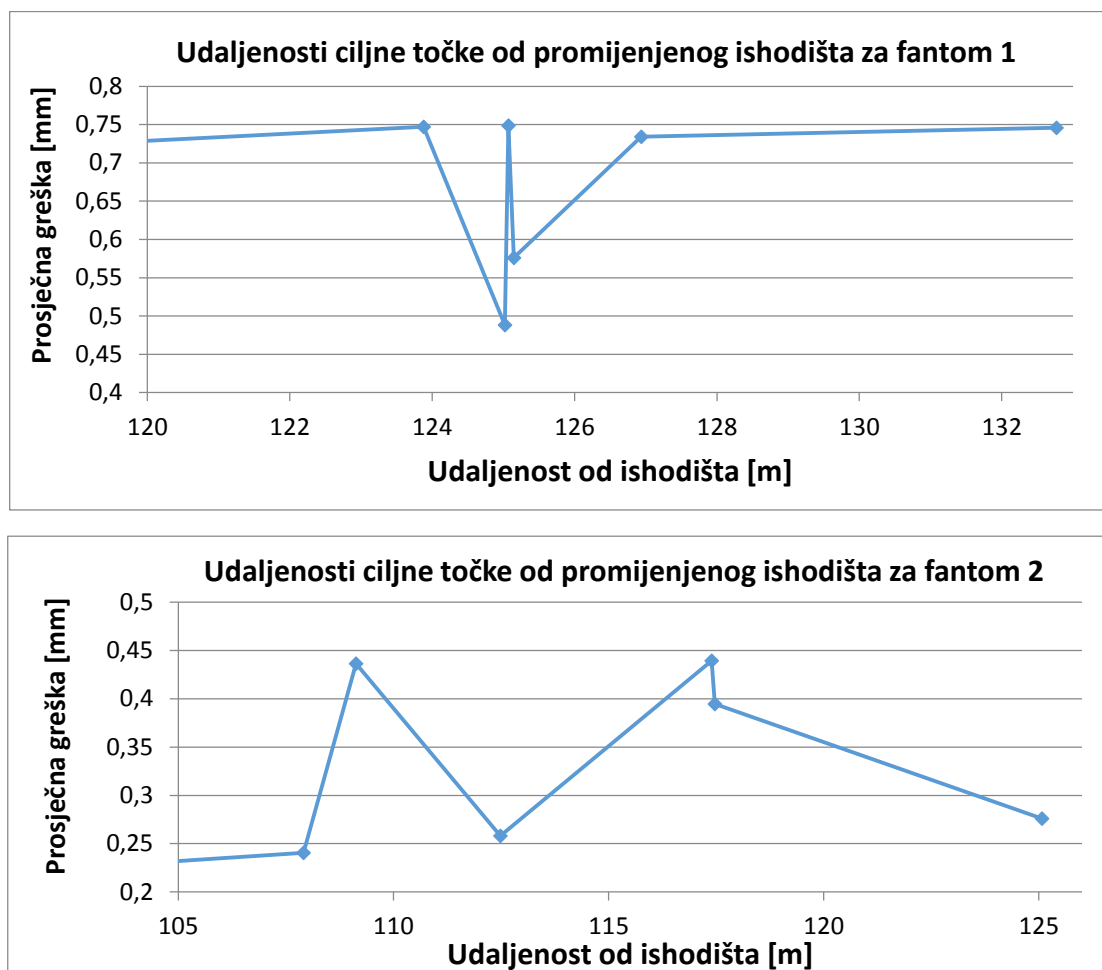 Udaljenosti ciljne točke od promijenjenog ishodišta za fantom 1
Prosječna greška [mm]
0,8
0,75
0,7
0,65
0,6
0,55
0,5
0,45
0,4
120 122 124 126 128 130 132
Udaljenost od ishodišta [m]
Udaljenosti ciljne točke od promijenjenog ishodišta za fantom 2
Prosječna greška [mm]
0,5
0,45
0,4
0,35
0,3
0,25
0,2
105 110 115 120 125
Udaljenost od ishodišta [m]